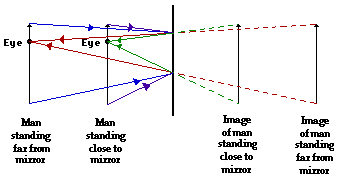 Eye
Eye
Man
standing
far from
mirror
Man
standing
close to
mirror
Image
of man
standing
close to
mirror
Image
of man
standing
far from
mirror